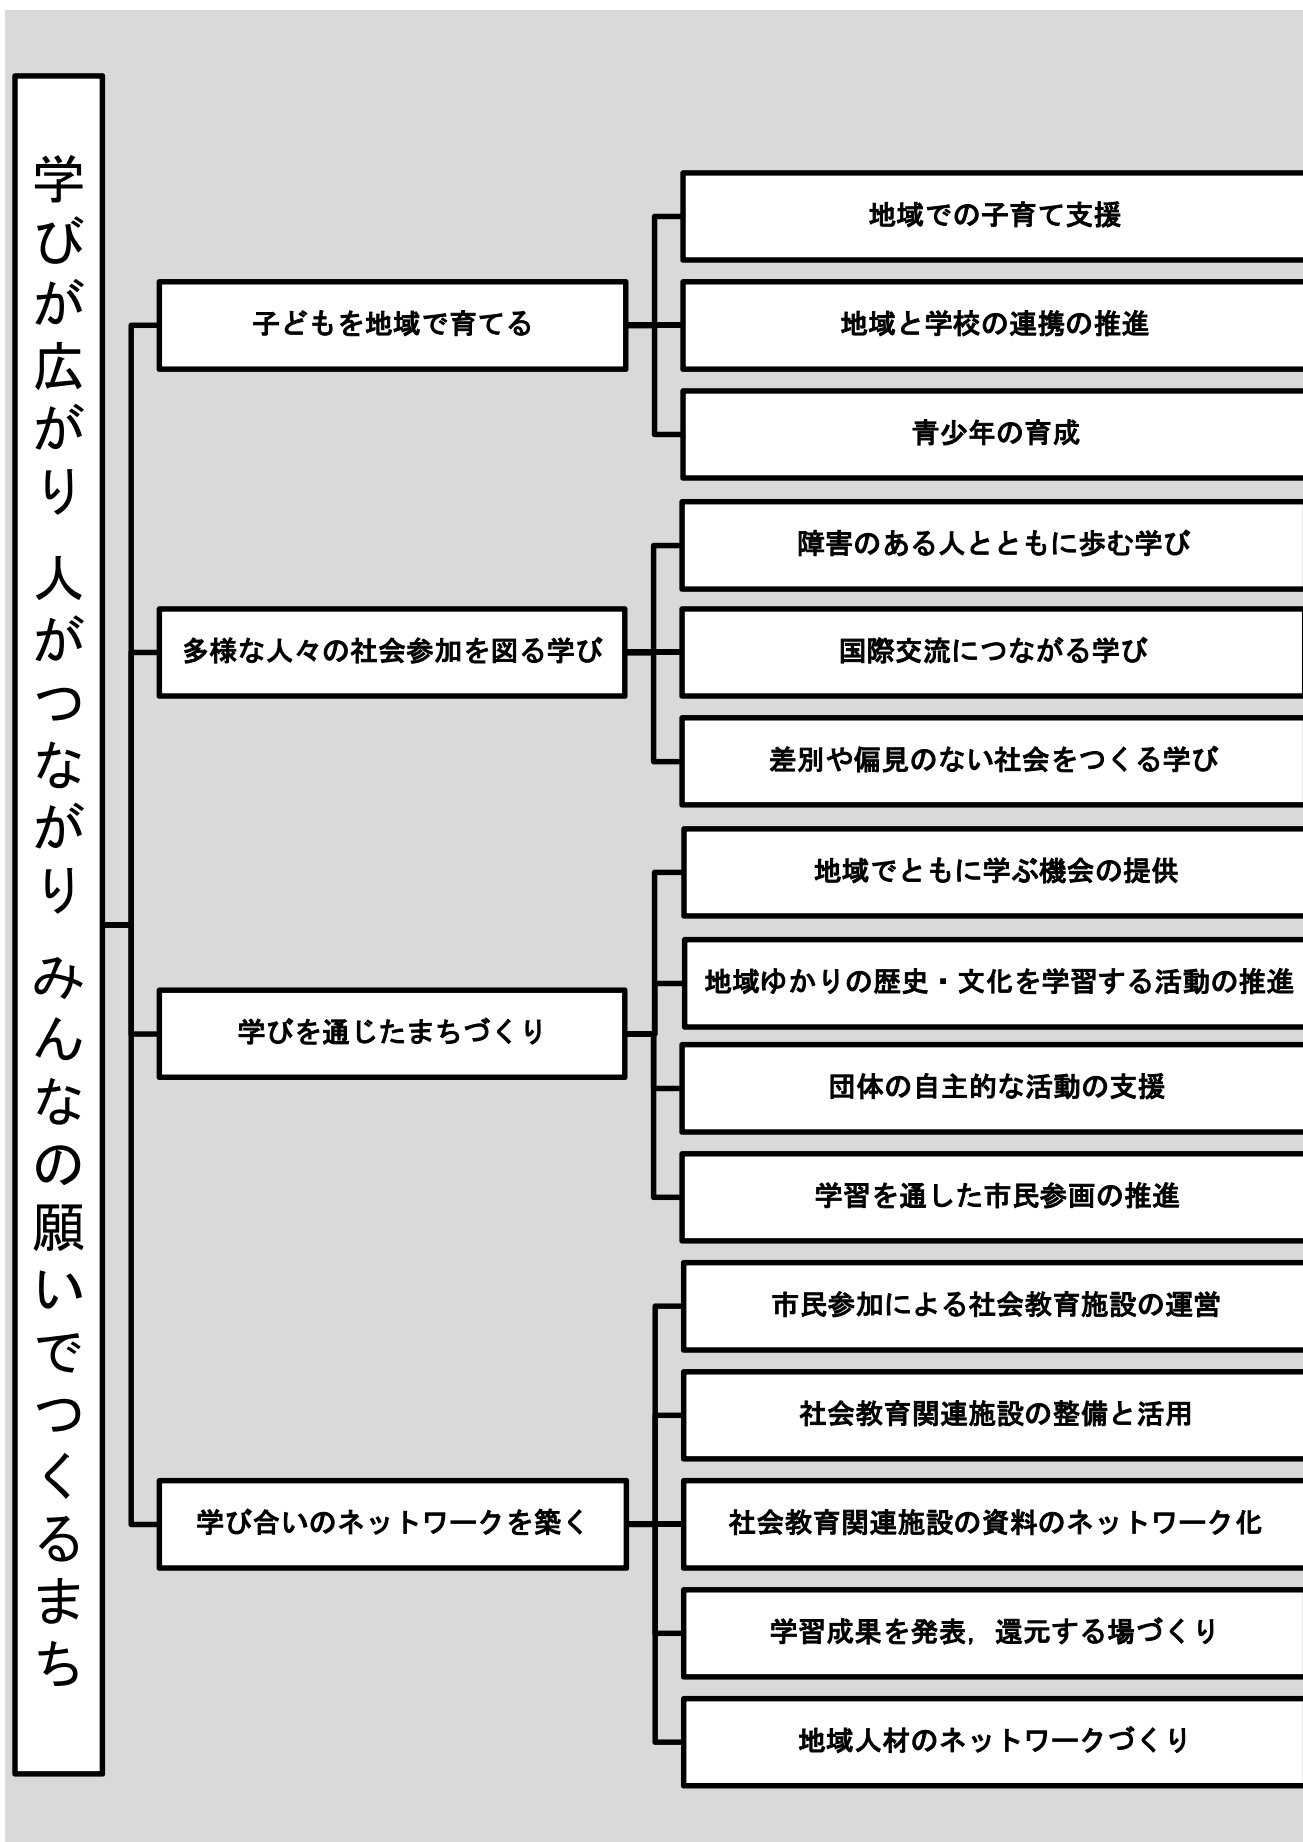 学びが広がり 人がつながり みんなの願いでつくるまち
子どもを地域で育てる
地域での子育て支援
地域と学校の連携の推進
青少年の育成
多様な人々の社会参加を図る学び
障害のある人とともに歩む学び
国際交流につながる学び
差別や偏見のない社会をつくる学び
学びを通じたまちづくり
地域でともに学ぶ機会の提供
地域ゆかりの歴史・文化を学習する活動の推進
団体の自主的な活動の支援
学習を通した市民参画の推進
学び合いのネットワークを築く
市民参加による社会教育施設の運営
社会教育関連施設の整備と活用
社会教育関連施設の資料のネットワーク化
学習成果を発表，還元する場づくり
地域人材のネットワークづくり